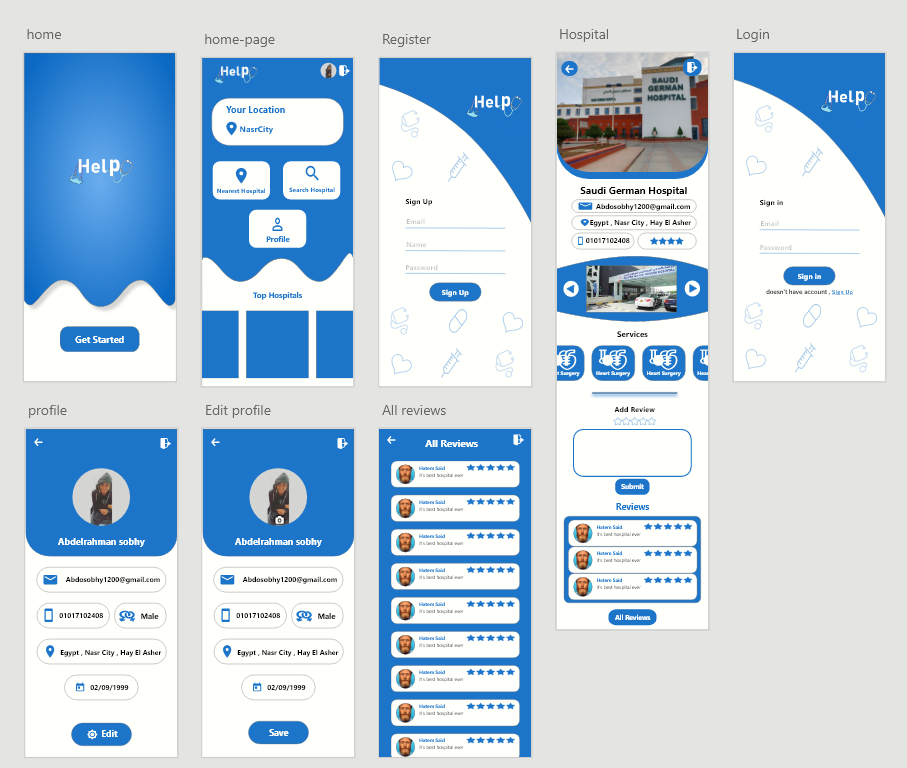 home
Help
Get Started
home-page
Help
Your Location
NasrCity
Nearest Hospital
Search Hospital
Profile
Top Hospitals
Register
Help
Sign Up
Email
Name
Password
Sign Up
Hospital
SAUDI
GERMAN
HOSPITAL
Saudi German Hospital
Abdosobhy1200@gmail.com
Egypt , Nasr City , Hay El Asher
01017102408
Services
Heart Surgery
Heart Surgery
Heart Surgery
Heart
Add Review
Submit
Reviews
Hatem Said
It's best hospital ever
Hatem Said
It's best hospital ever
Hatem Said
It's best hospital ever
All Reviews
Login
Help
Sign in
Email
Password
Sign in
doesn't have account , Sign Up
profile
Abdelrahman sobhy
Abdosobhy1200@gmail.com
01017102408
Male
Egypt , Nasr City , Hay El Asher
02/09/1999
Edit
Edit profile
Abdelrahman sobhy
Abdosobhy1200@gmail.com
01017102408
Male
Egypt , Nasr City , Hay El Asher
02/09/1999
Save
All reviews
All Reviews
Hatem Said
It's best hospital ever
Hatem Said
It's best hospital ever
Hatem Said
It's best hospital ever
Hatem Said
It's best hospital ever
Hatem Said
It's best hospital ever
Hatem Said
It's best hospital ever
Hatem Said
It's best hospital ever
Hatem Said
It's best hospital ever
Hatem Said
It's best hospital ever